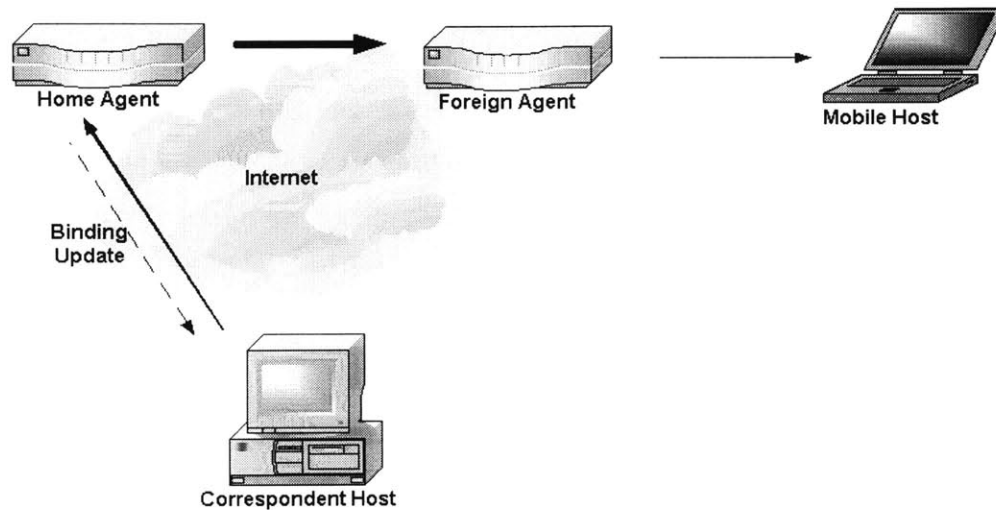 Home Agent
Foreign Agent
Mobile Host
Internet
Binding
Update
Correspondent Host